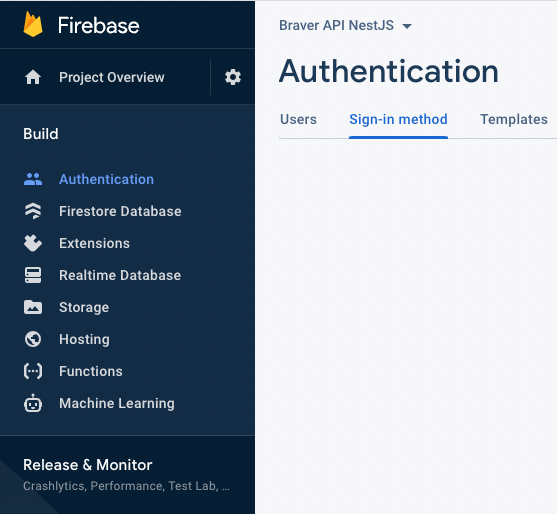 Firebase
Project Overview
Build
Authentication
Firestore Database
Extensions
Realtime Database
Storage
Hosting
Functions
Machine Learning
Release & Monitor
Crashlytics, Performance, Test Lab, ...
Braver API NestJS
Authentication
Users Sign-in method Templates